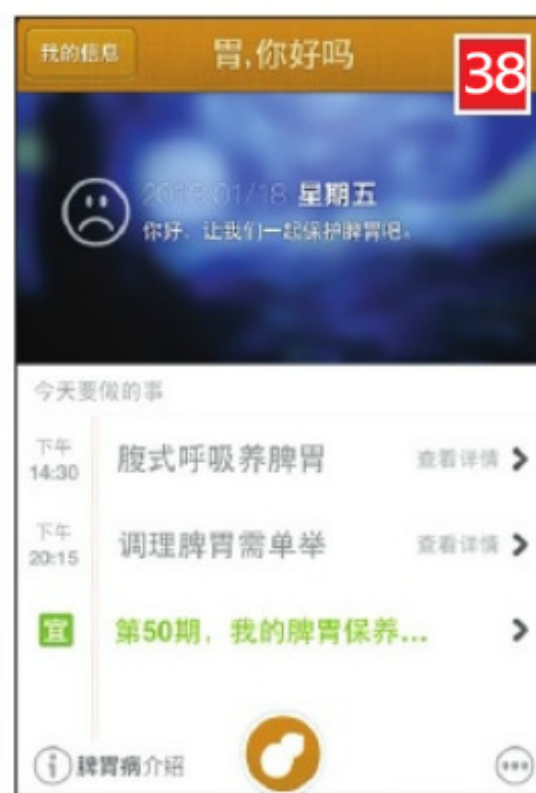 我的信息
胃,你好吗
38
01/18 星期五
你好，让我们一起保护脾胃吧。
今天要做的事
下午
14:30
腹式呼吸养脾胃
查看详情
下午
20:15
调理脾胃需单举
查看详情
宜
第50期，我的脾胃保养...
脾胃病介绍